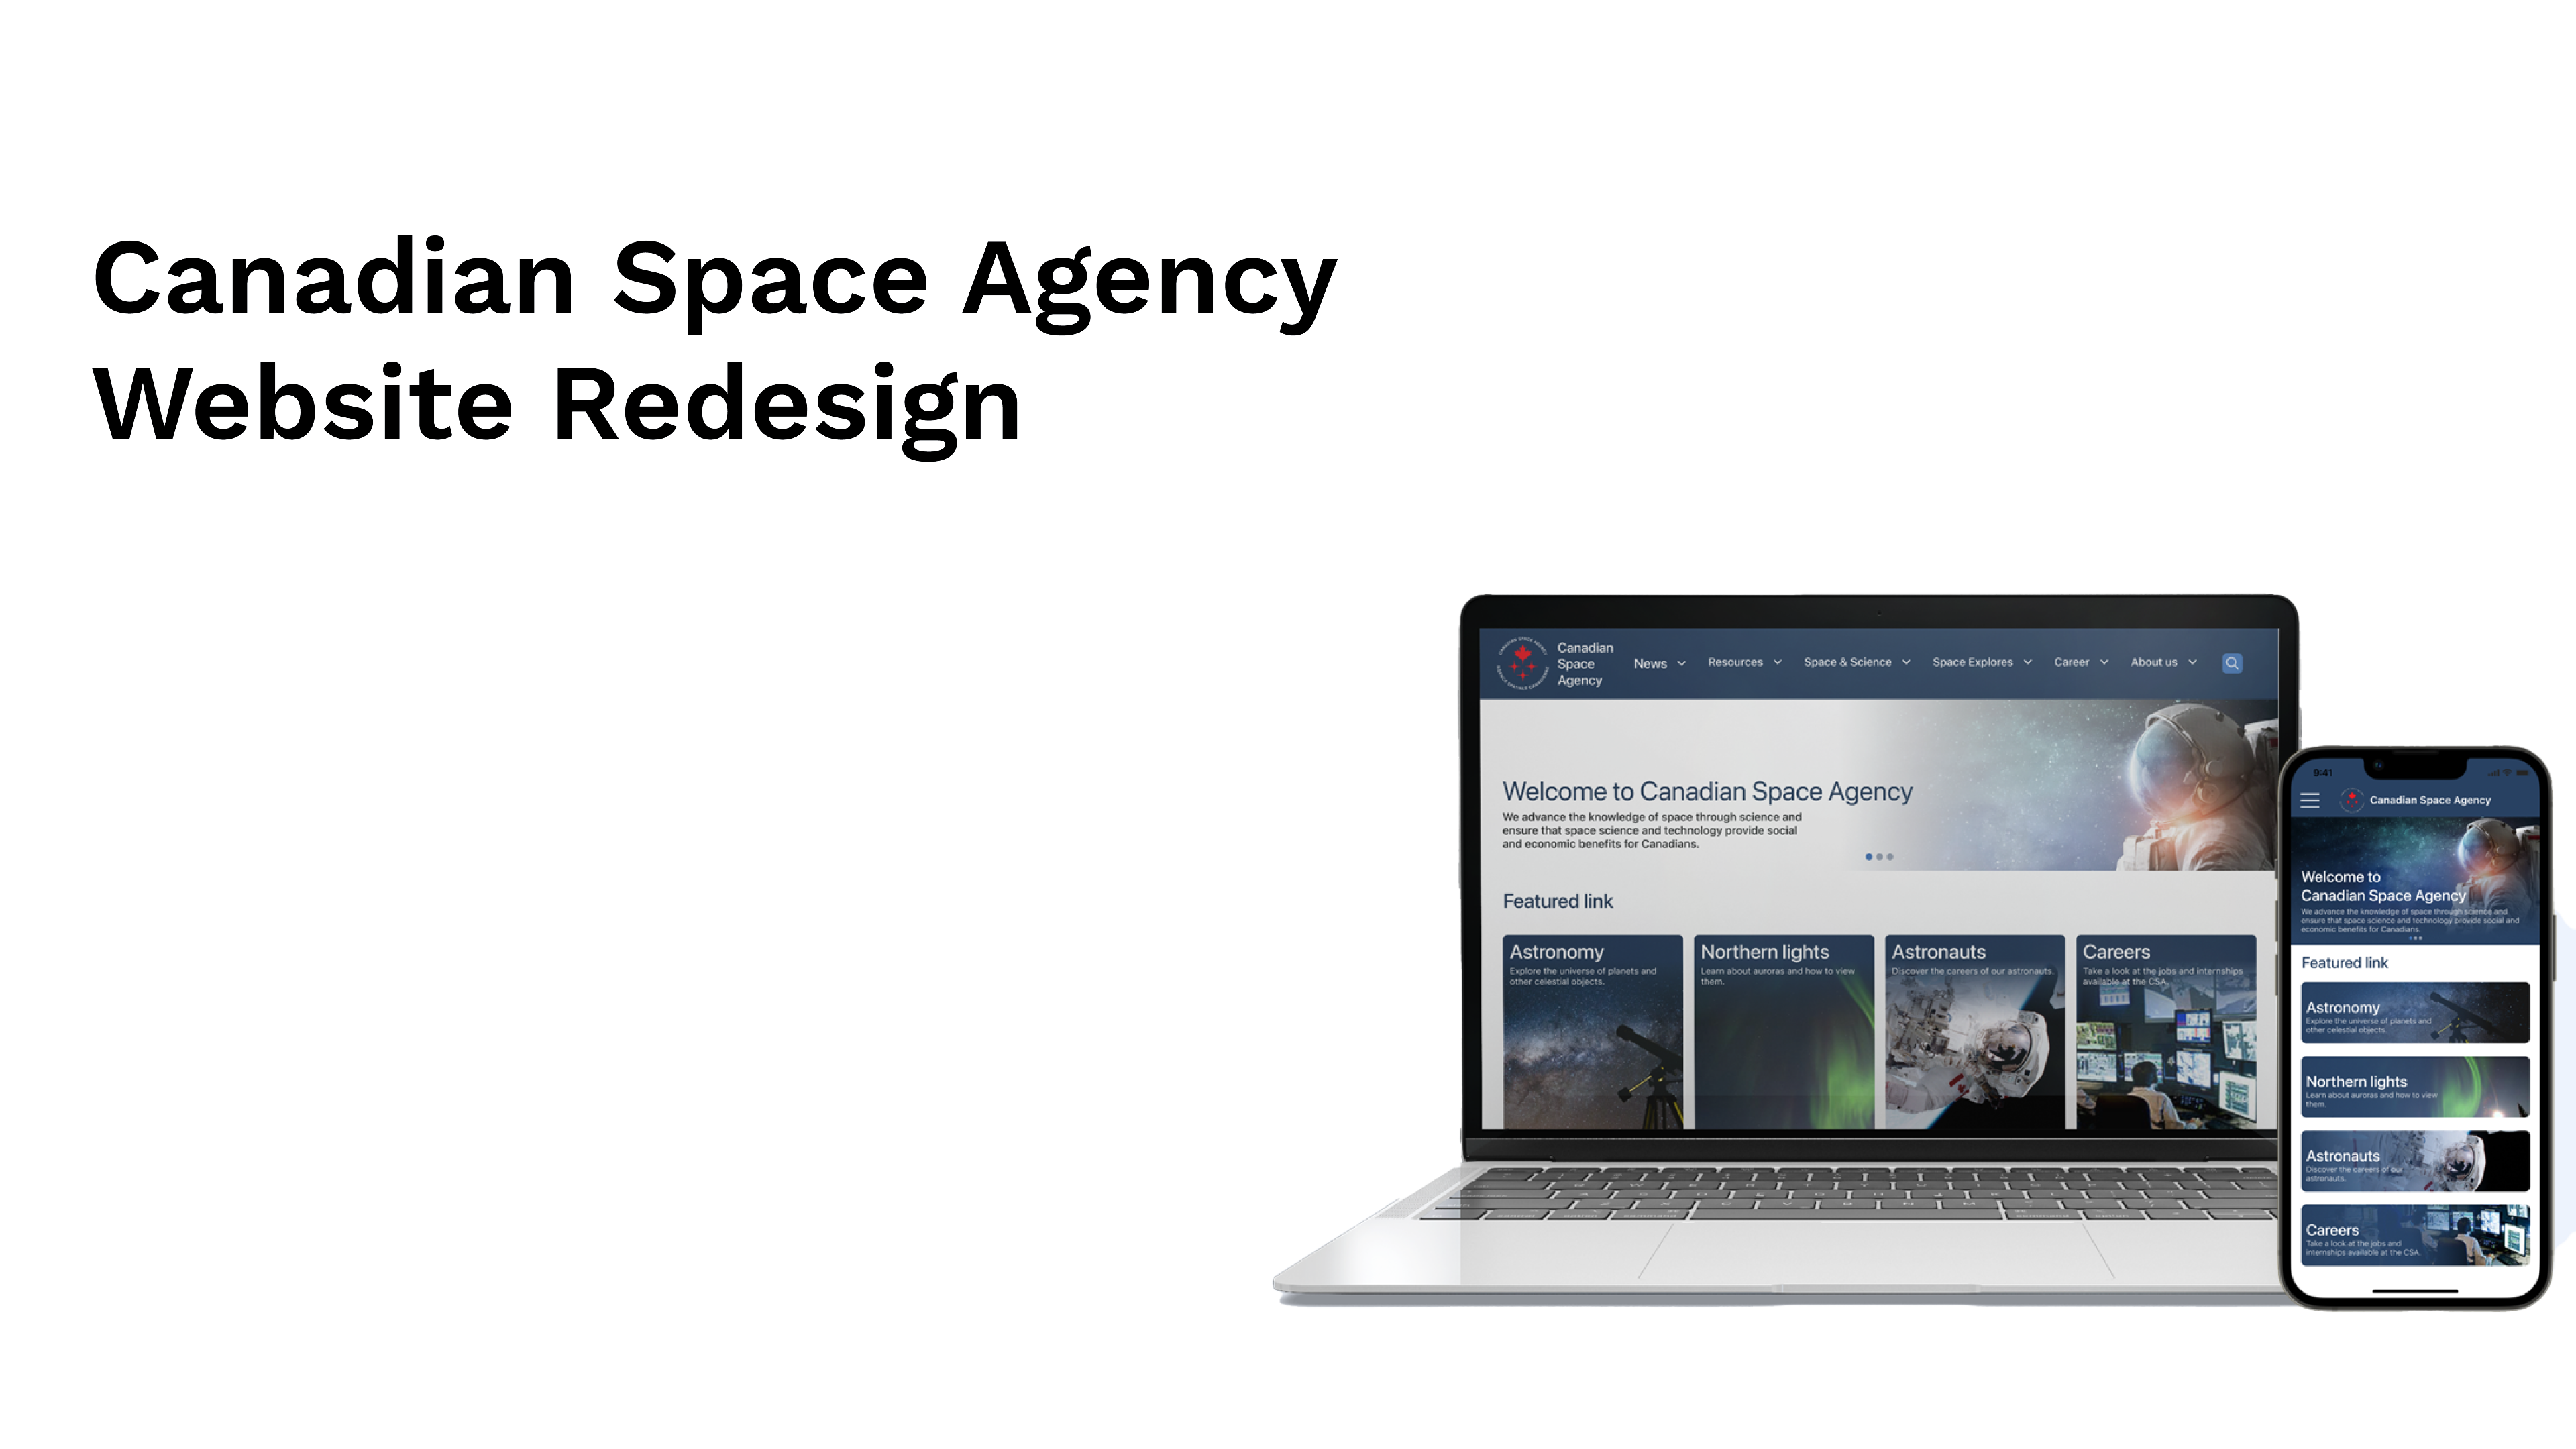 Canadian Space Agency
Website Redesign
Canadian
Space
Agency
News
Resources
Space & Science
Space Explores
Career
About us
Welcome to Canadian Space Agency
We advance the knowledge of space through science and
ensure that space science and technology provide social
and economic benefits for Canadians.
Featured link
Astronomy
Explore the universe of planets and
other celestial objects.
Northern lights
Learn about auroras and how to view
them.
Astronauts
Discover the careers of our astronauts.
Careers
Take a look at the jobs and internships
available at the CSA.
9:41
Canadian Space Agency
Welcome to
Canadian Space Agency
We advance the knowledge of space through science and
ensure that space science and technology provide social and
economic benefits for Canadians.
Featured link
Astronomy
Explore the universe of planets and
other celestial objects.
Northern lights
Learn about auroras and how to view
them.
Astronauts
Discover the careers of our
astronauts.
Careers
Take a look at the jobs and
internships available at the CSA.